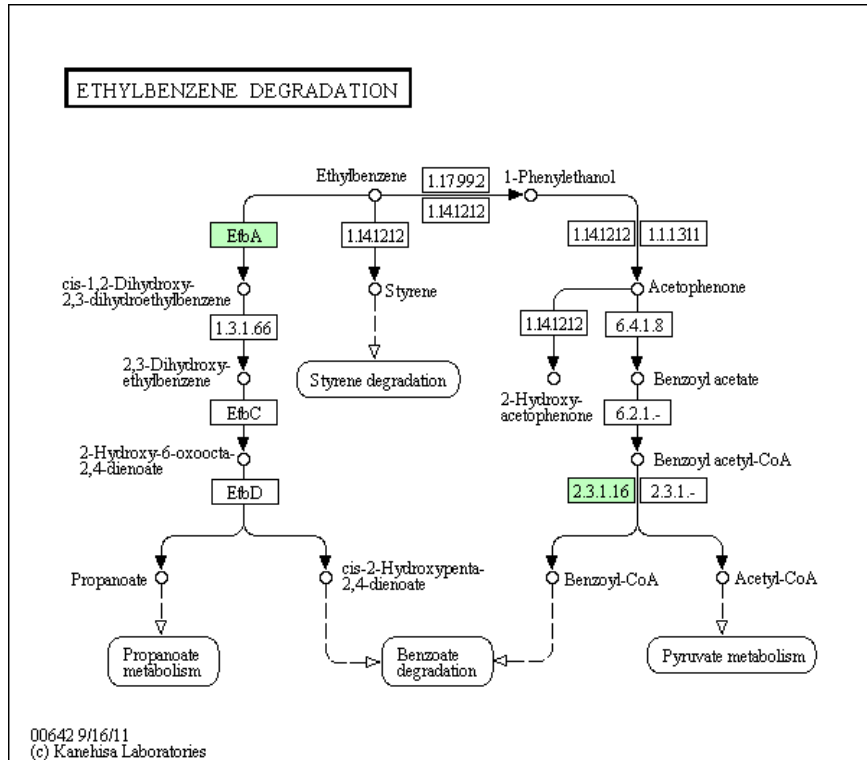 ETHYLBENZENE DEGRADATION
Ethylbenzene
1.17.99.2
1.14.12.12
1-Phenylethanol
EtbA
1.14.12.12
1.14.12.12
1.1.1.311
cis-1,2-Dihydroxy-
2,3-dihydroethylbenzene
Styrene
Acetophenone
1.3.1.66
1.14.12.12
6.4.1.8
2,3-Dihydroxy-
ethylbenzene
Styrene degradation
2-Hydroxy-
acetophenone
Benzoyl acetate
EtbC
6.2.1.-
2-Hydroxy-6-oxoocta-
2,4-dienoate
Benzoyl acetyl-CoA
EtbD
2.3.1.16
2.3.1.-
Propanoate
cis-2-Hydroxypenta-
2,4-dienoate
Benzoyl-CoA
Acetyl-CoA
Propanoate
metabolism
Benzoate
degradation
Pyruvate metabolism
00642 9/16/11
(c) Kanehisa Laboratories